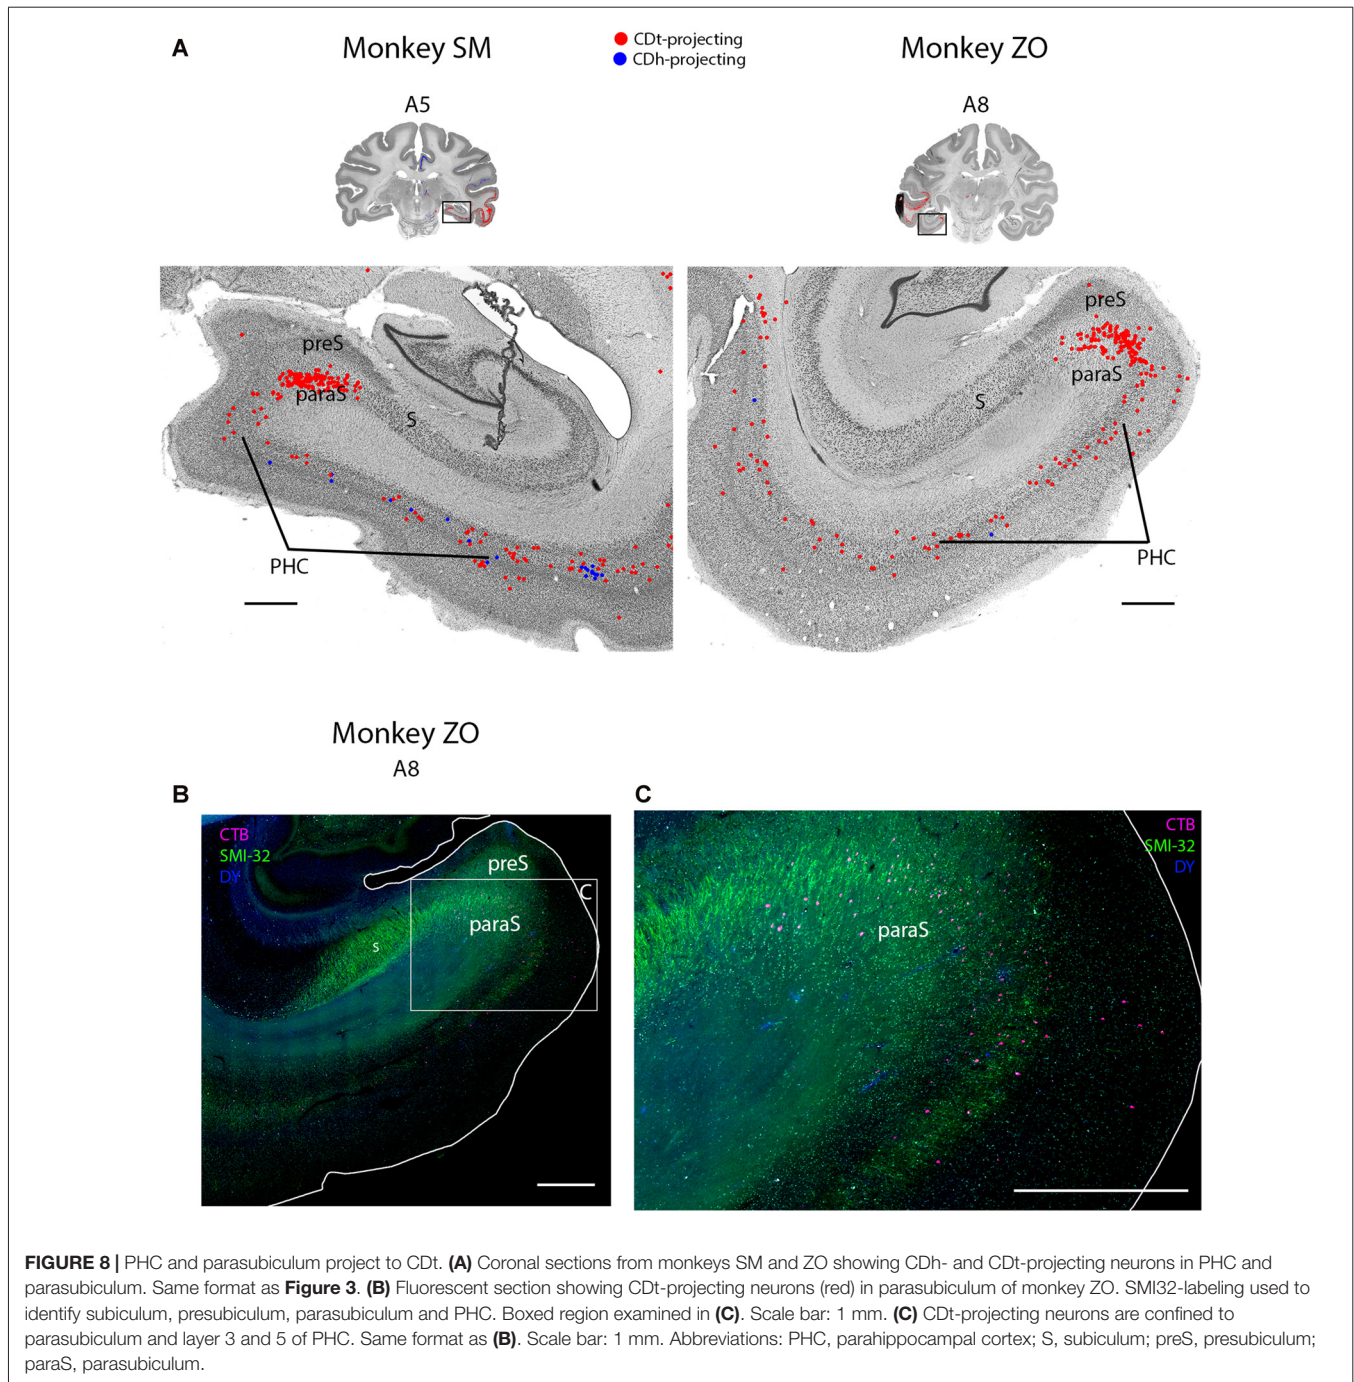 A
Monkey SM
CDt-projecting
CDh-projecting
Monkey ZO
A5
A8
preS
paraS
S
PHC
preS
paraS
S
PHC
Monkey ZO
A8
B
CTB
SMI-32
DY
preS
C
paraS
s
C
CTB
SMI-32
DY
paraS
FIGURE 8 | PHC and parasubiculum project to CDt. (A) Coronal sections from monkeys SM and ZO showing CDh- and CDt-projecting neurons in PHC and
parasubiculum. Same format as Figure 3. (B) Fluorescent section showing CDt-projecting neurons (red) in parasubiculum of monkey ZO. SMI32-labeling used to
identify subiculum, presubiculum, parasubiculum and PHC. Boxed region examined in (C). Scale bar: 1 mm. (C) CDt-projecting neurons are confined to
parasubiculum and layer 3 and 5 of PHC. Same format as (B). Scale bar: 1 mm. Abbreviations: PHC, parahippocampal cortex; S, subiculum; preS, presubiculum;
paraS, parasubiculum.